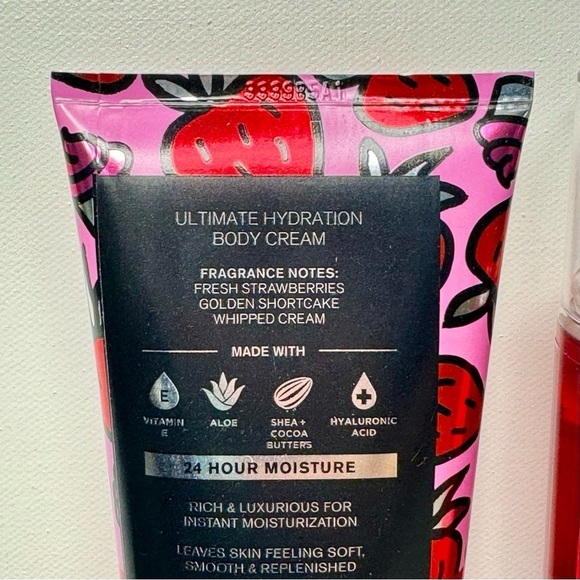 ULTIMATE HYDRATION
BODY CREAM
FRAGRANCE NOTES:
FRESH STRAWBERRIES
GOLDEN SHORTCAKE
WHIPPED CREAM
MADE WITH
E
VITAMIN
E
ALOE
SHEA +
COCOA
BUTTERS
HYALURONIC
ACID
24 HOUR MOISTURE
RICH & LUXURIOUS FOR
INSTANT MOISTURIZATION
LEAVES SKIN FEELING SOFT,
SMOOTH & REPLENISHED